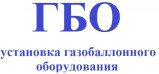 ГБО
установка газобаллонного
оборудования